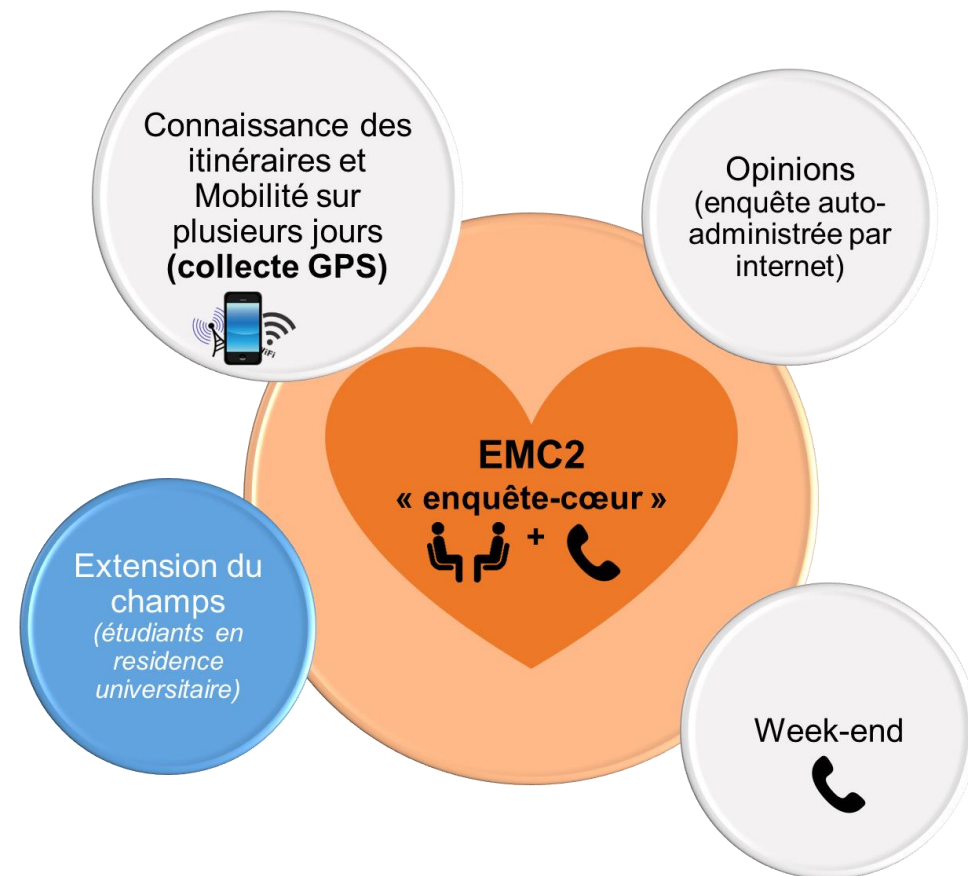 Connaissance des
itinéraires et
Mobilité sur
plusieurs jours
(collecte GPS)
WiFi
Opinions
(enquête auto-
administrée par
internet)
EMC2
« enquête-cœur »
+
Extension du
champs
(étudiants en
residence
universitaire)
Week-end